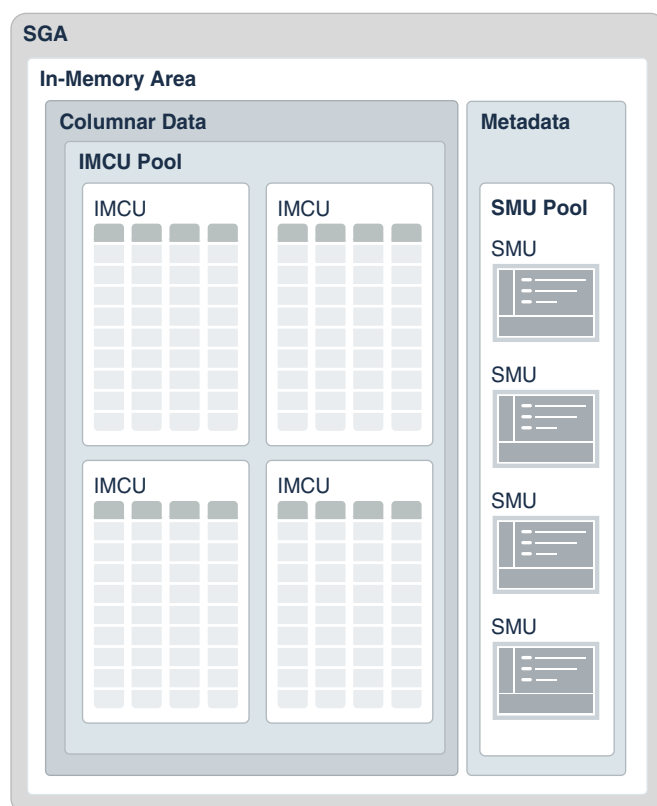 SGA
In-Memory Area
Columnar Data
IMCU Pool
IMCU
IMCU
IMCU
IMCU
Metadata
SMU Pool
SMU
SMU
SMU
SMU